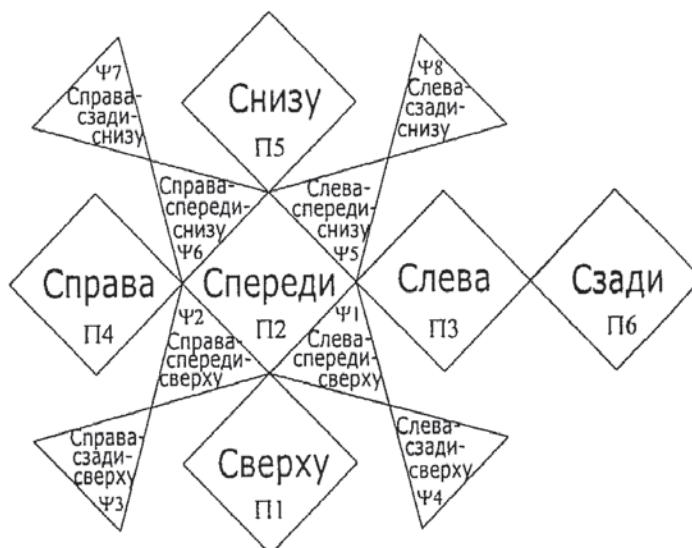 Ψ7
Справа-
сзади-
снизу
Снизу
П5
Ψ8
Слева-
сзади-
снизу
Справа-
спереди-
снизу
Ψ6
Слева-
спереди-
снизу
Ψ5
Справа
П4
Спереди
П2
Слева
П3
Сзади
П6
Ψ2
Справа-
спереди-
сверху
Ψ1
Слева-
спереди-
сверху
Справа-
сзади-
сверху
Ψ3
Сверху
П1
Слева-
сзади-
сверху
Ψ4